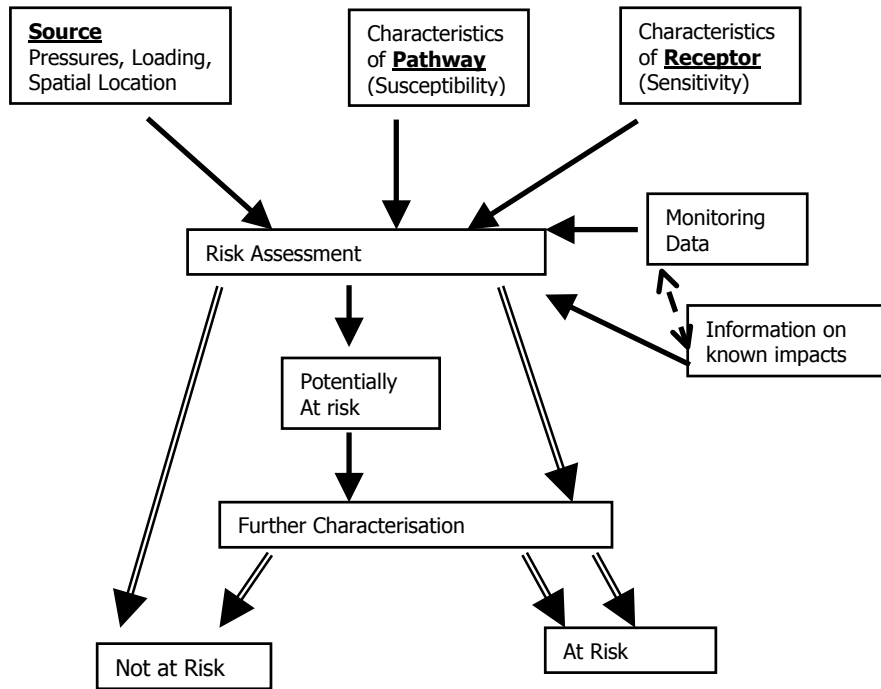 Source
Pressures, Loading,
Spatial Location
Characteristics
of Pathway
(Susceptibility)
Characteristics
of Receptor
(Sensitivity)
Monitoring
Data
Risk Assessment
Information on
known impacts
Potentially
At risk
Further Characterisation
Not at Risk
At Risk